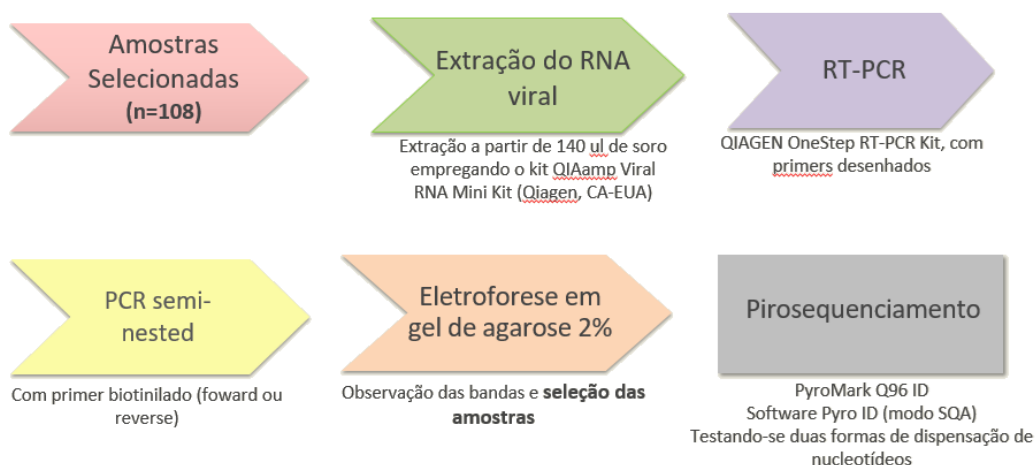 Amostras
Selecionadas
(n=108)
Extração do RNA
viral
Extração a partir de 140 ul de soro
empregando o kit QIAamp Viral
RNA Mini Kit (Qiagen, CA-EUA)
RT-PCR
QIAGEN OneStep RT-PCR Kit, com
primers desenhados
PCR semi-
nested
Com primer biotinilado (foward ou
reverse)
Eletroforese em
gel de agarose 2%
Observação das bandas e seleção das
amostras
Pirosequenciamento
PyroMark Q96 ID
Software Pyro ID (modo SQA)
Testando-se duas formas de dispensação de
nucleotídeos